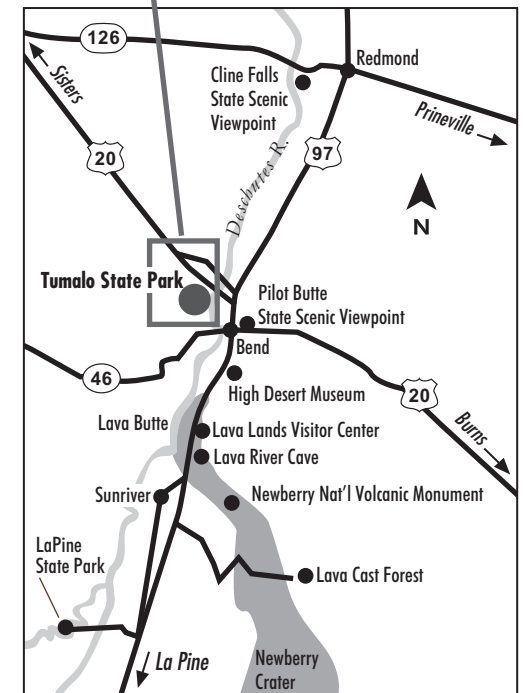 126
Redmond
Cline Falls
State Scenic
Viewpoint
Sisters
Prineville
20
97
Deschutes R.
N
Tumalo State Park
Pilot Butte
State Scenic Viewpoint
Bend
46
High Desert Museum
20
Lava Butte
Lava Lands Visitor Center
Burns
Lava River Cave
Sunriver
Newberry Nat'l Volcanic Monument
LaPine
State Park
Lava Cast Forest
La Pine
Newberry
Crater